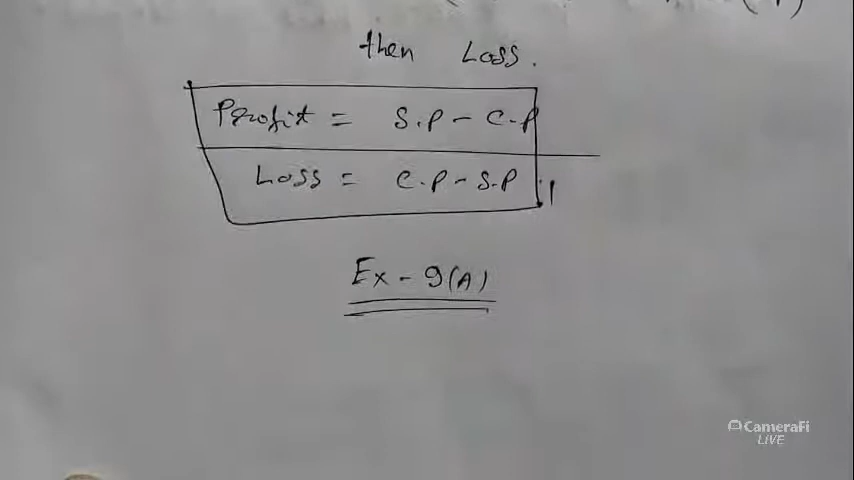 then Loss.
Profit = S.P - C.P
Loss = C.P - S.P
Ex - 9(A)
CameraFi
LIVE